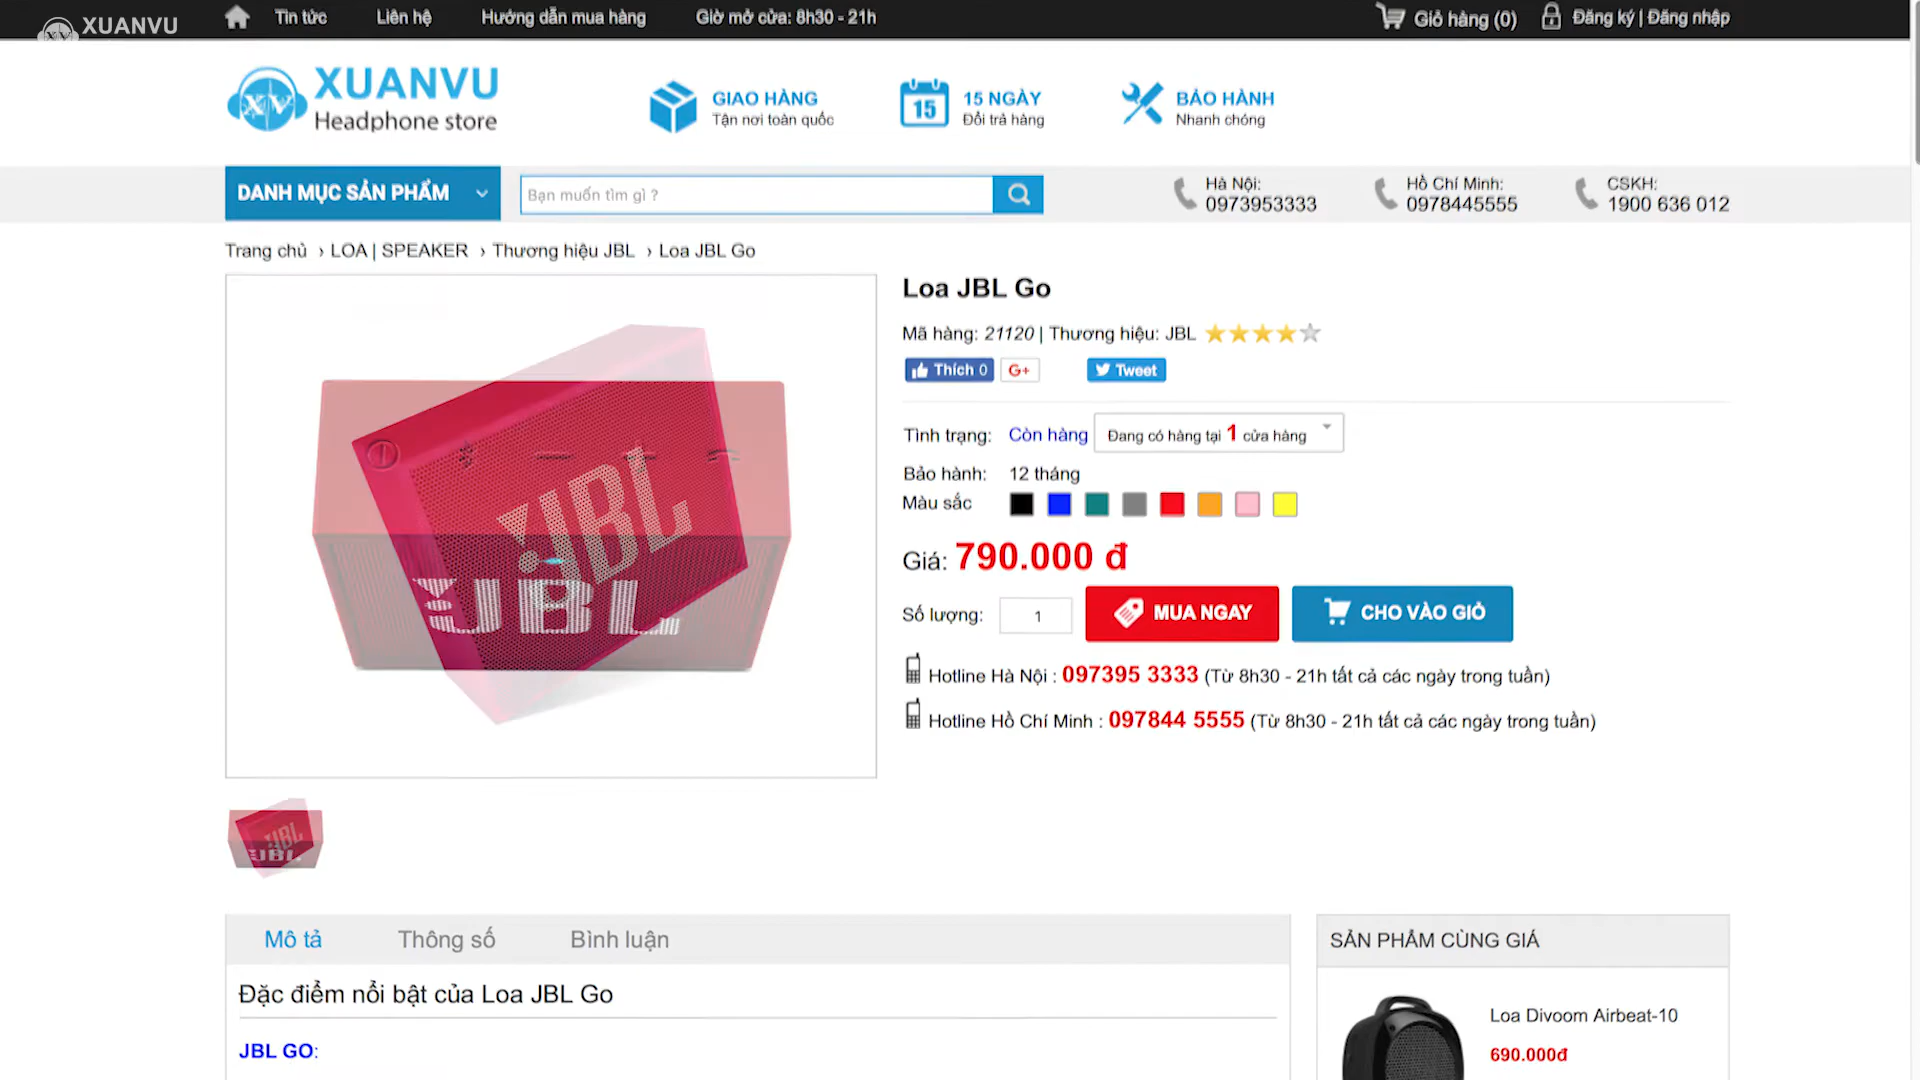 XUANVU
Tin tức
Liên hệ
Hướng dẫn mua hàng
Giờ mở cửa: 8h30 - 21h
Giỏ hàng (0)
Đăng ký | Đăng nhập
XV
XUANVU
Headphone store
GIAO HÀNG
Tận nơi toàn quốc
15
15 NGÀY
Đổi trả hàng
BẢO HÀNH
Nhanh chóng
DANH MỤC SẢN PHẨM
Bạn muốn tìm gì ?
Hà Nội:
0973953333
Hồ Chí Minh:
0978445555
CSKH:
1900 636 012
Trang chủ › LOA | SPEAKER › Thương hiệu JBL › Loa JBL Go
JBL
JBL
Loa JBL Go
Mã hàng: 21120 | Thương hiệu: JBL
Thích 0
G+
Tweet
Tình trạng: Còn hàng
Đang có hàng tại 1 cửa hàng
Bảo hành: 12 tháng
Màu sắc
Giá: 790.000 đ
Số lượng: 1
MUA NGAY
CHO VÀO GIỎ
Hotline Hà Nội : 097395 3333 (Từ 8h30 - 21h tất cả các ngày trong tuần)
Hotline Hồ Chí Minh : 097844 5555 (Từ 8h30 - 21h tất cả các ngày trong tuần)
JBL
JBL
Mô tả
Thông số
Bình luận
Đặc điểm nổi bật của Loa JBL Go
JBL GO:
SẢN PHẨM CÙNG GIÁ
Loa Divoom Airbeat-10
690.000đ